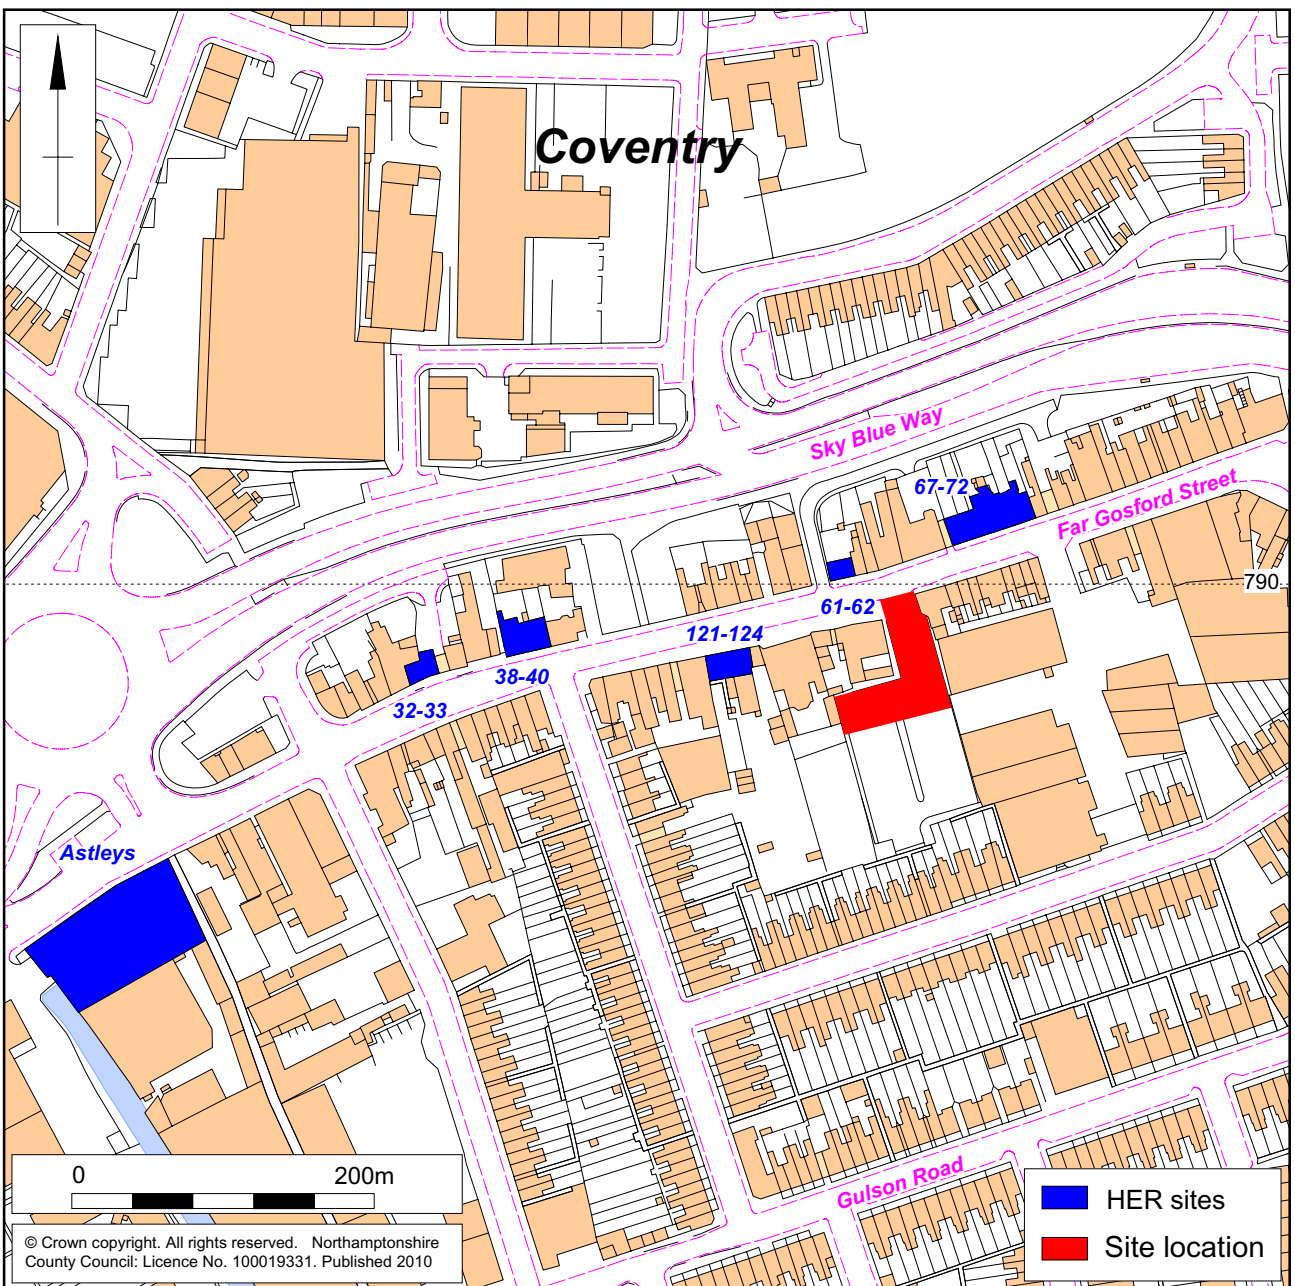 Coventry
Sky Blue Way
67-72
Far Gosford Street
790
61-62
121-124
38-40
32-33
Astleys
Gulson Road
0 200m
HER sites
Site location
© Crown copyright. All rights reserved. Northamptonshire
County Council: Licence No. 100019331. Published 2010